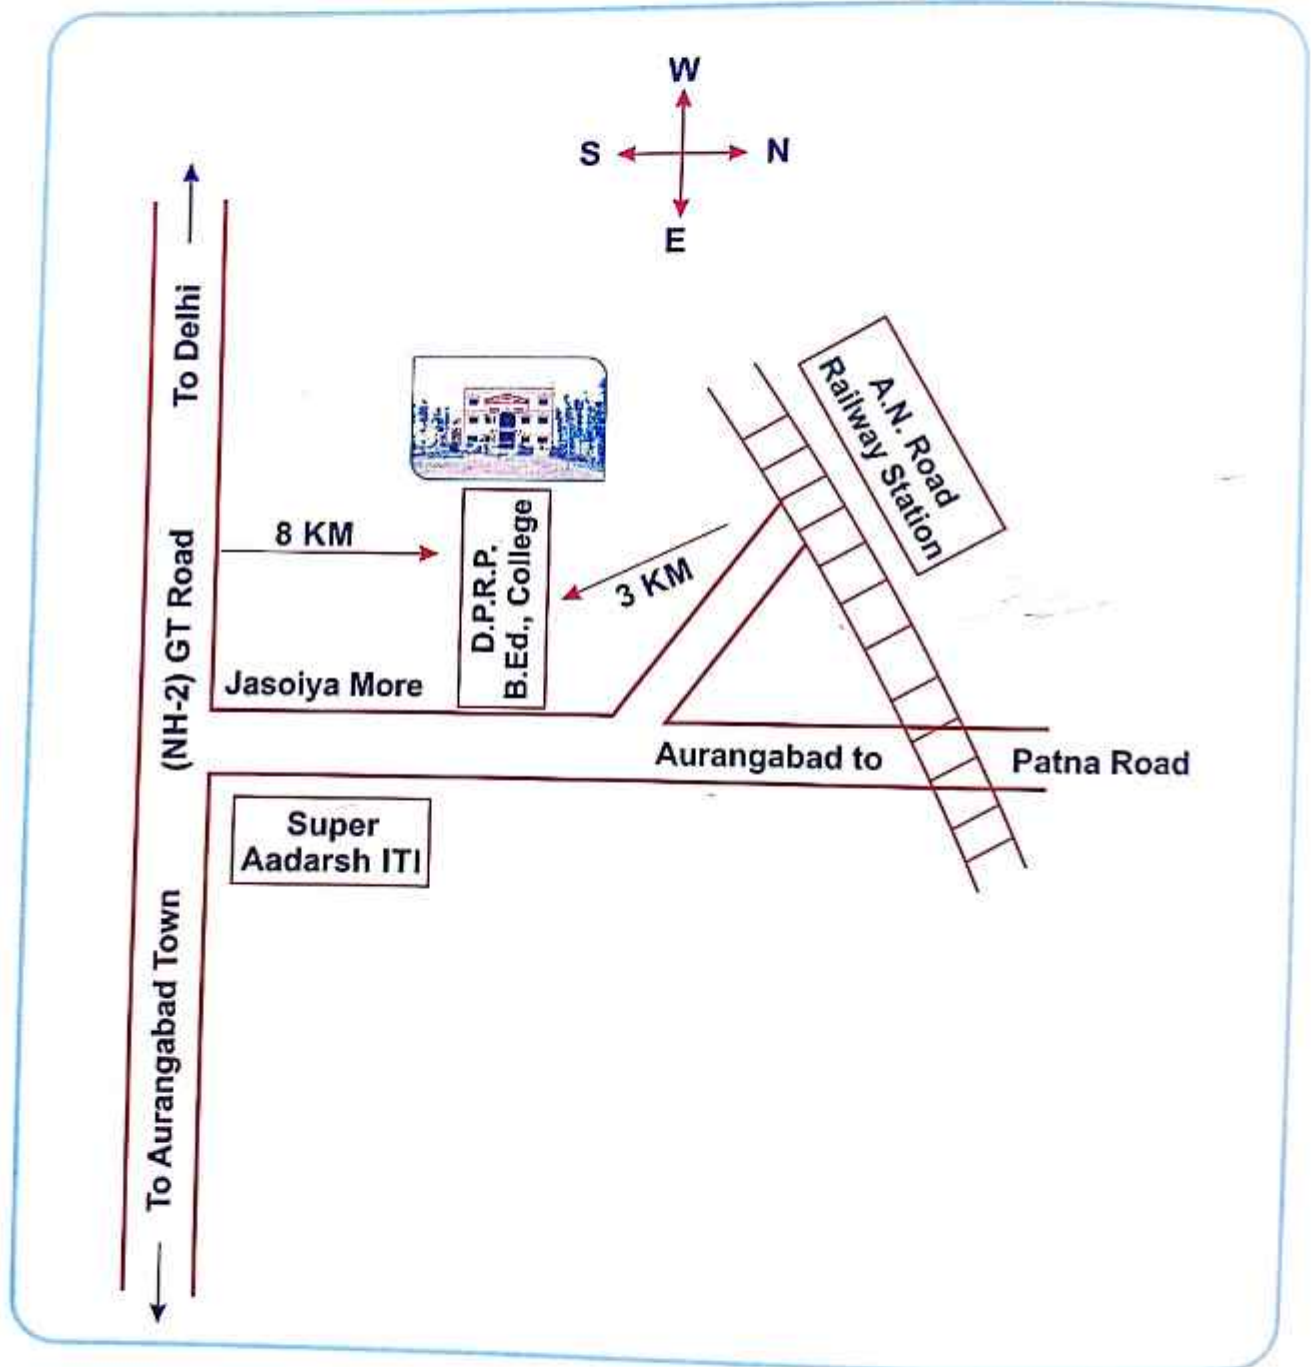 W
S
N
E
To Delhi
A.N. Road
Railway Station
8 KM
3 KM
D.P.R.P.
B.Ed., College
(NH-2) GT Road
Jasoiya More
Aurangabad to
Patna Road
Super
Aadarsh ITI
To Aurangabad Town